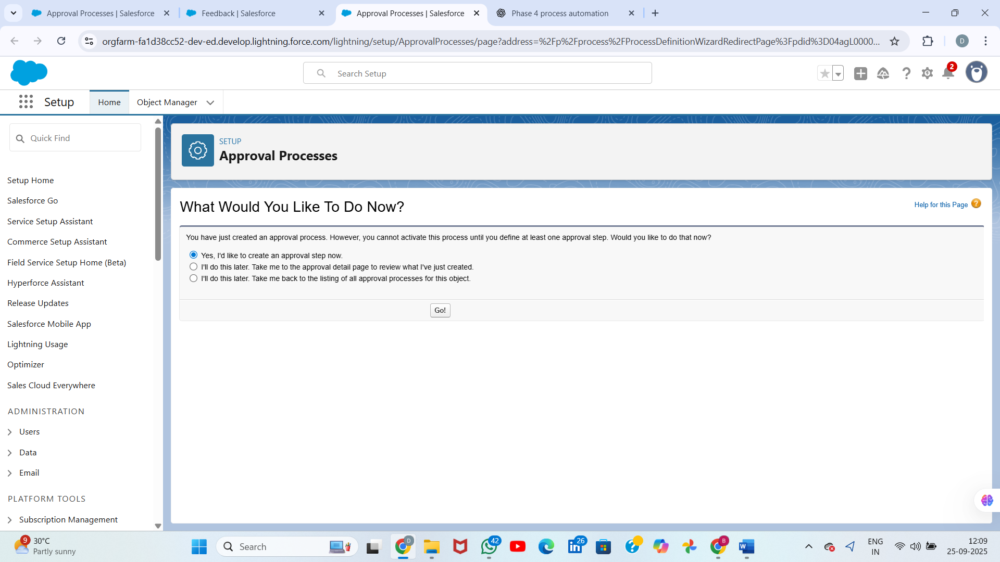 Approval Processes | Salesforce
Feedback | Salesforce
Approval Processes | Salesforce
Phase 4 process automation
orgfarm-fa1d38cc52-dev-ed.develop.lightning.force.com/lightning/setup/ApprovalProcesses/page?address=%2Fp%2Fprocess%2FProcessDefinitionWizardRedirectPage%3Fpdid%3D04agL0000...
D
Search Setup
2
Setup
Home
Object Manager
Quick Find
Setup Home
Salesforce Go
Service Setup Assistant
Commerce Setup Assistant
Field Service Setup Home (Beta)
Hyperforce Assistant
Release Updates
Salesforce Mobile App
Lightning Usage
Optimizer
Sales Cloud Everywhere
ADMINISTRATION
Users
Data
Email
PLATFORM TOOLS
Subscription Management
SETUP
Approval Processes
What Would You Like To Do Now?
Help for this Page
You have just created an approval process. However, you cannot activate this process until you define at least one approval step. Would you like to do that now?
Yes, I'd like to create an approval step now.
I'll do this later. Take me to the approval detail page to review what I've just created.
I'll do this later. Take me back to the listing of all approval processes for this object.
Go!
9
30°C
Partly sunny
Search
D
42
26
B
ENG
IN
12:09
25-09-2025